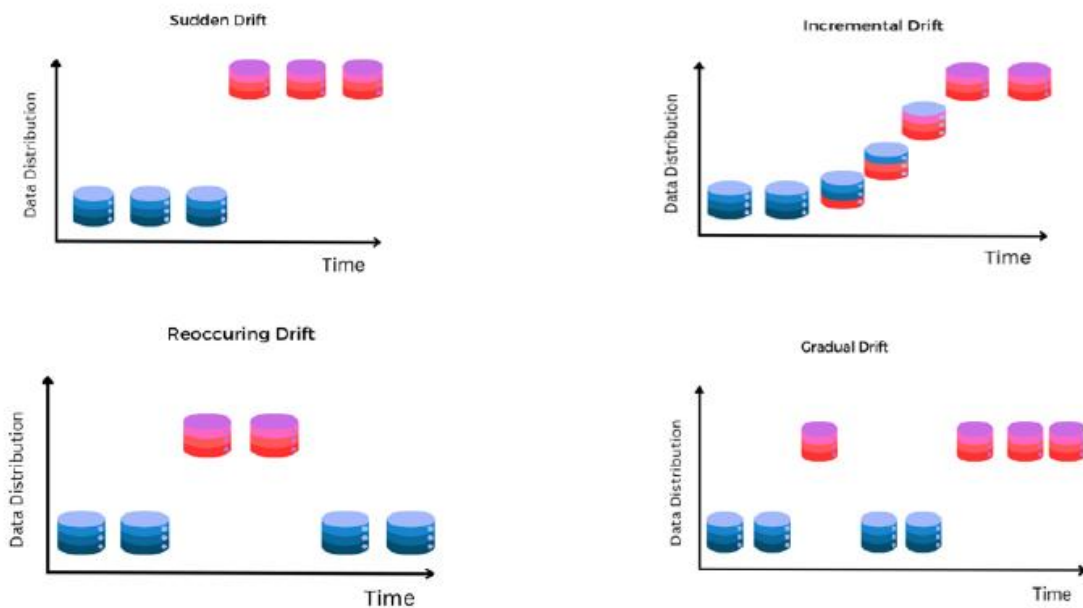 Sudden Drift
Data Distribution
Time
Incremental Drift
Data Distribution
Time
Reoccuring Drift
Data Distribution
Time
Gradual Drift
Data Distribution
Time